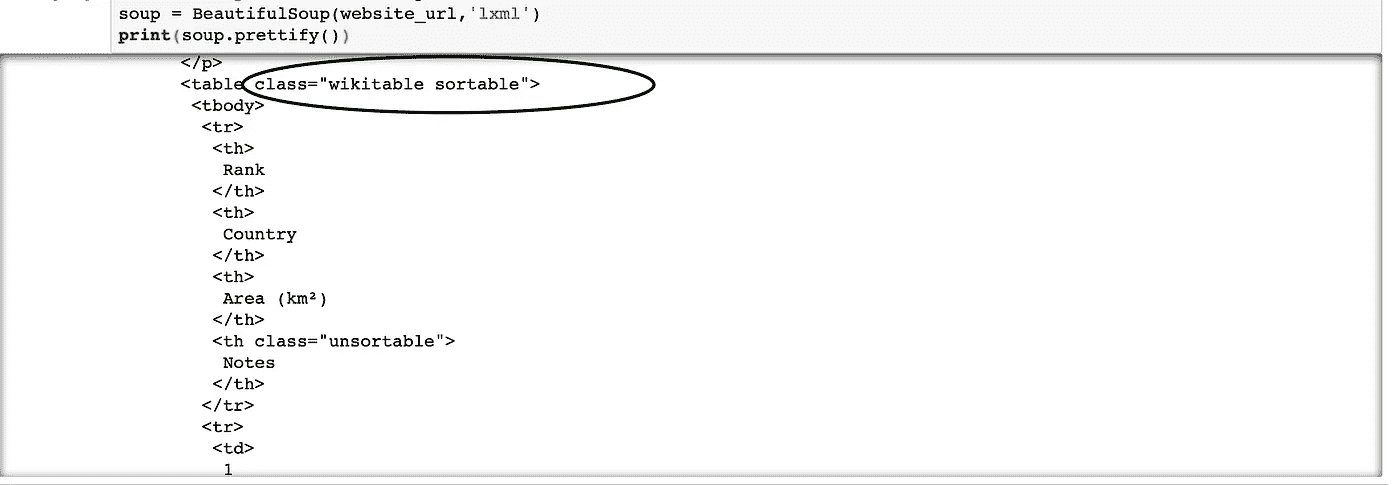 soup = BeautifulSoup(website_url,'lxml')
print(soup.prettify())
</p>
<table class="wikitable sortable">
<tbody>
<tr>
<th>
Rank
</th>
<th>
Country
</th>
<th>
Area (km²)
</th>
<th class="unsortable">
Notes
</th>
</tr>
<tr>
<td>
1